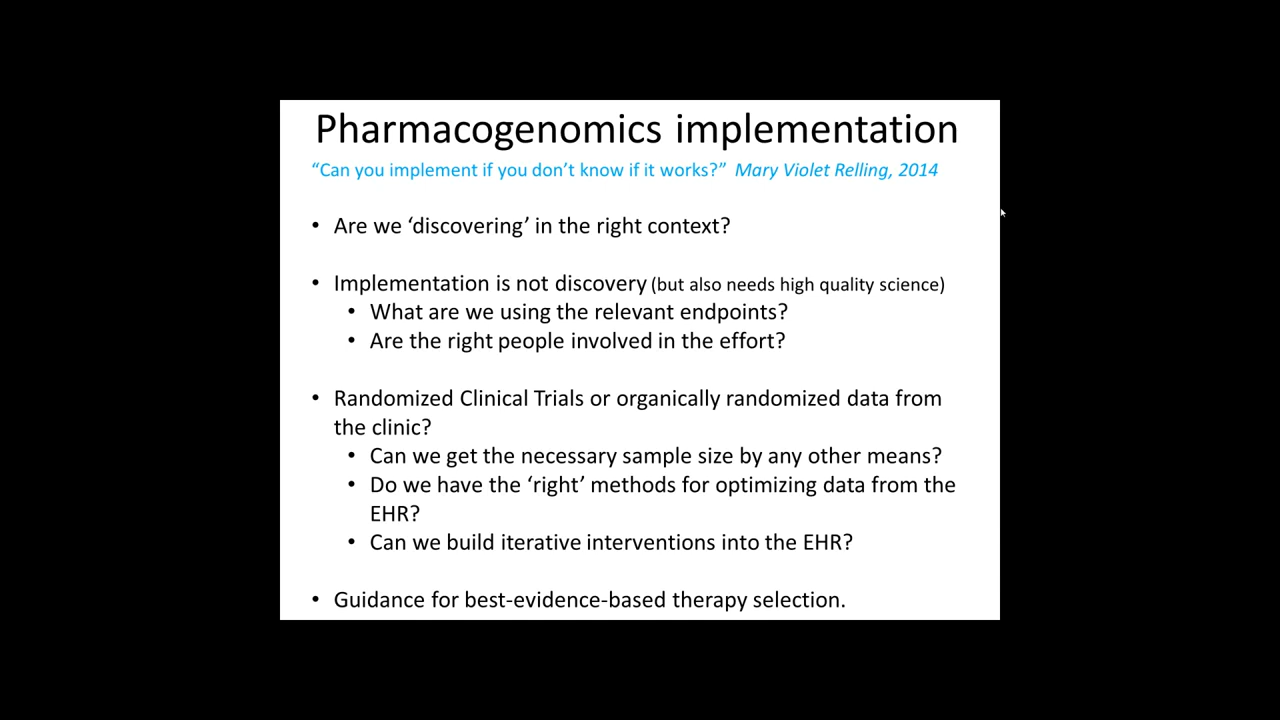 Pharmacogenomics implementation
“Can you implement if you don’t know if it works?” Mary Violet Relling, 2014
• Are we ‘discovering’ in the right context?
• Implementation is not discovery (but also needs high quality science)
• What are we using the relevant endpoints?
• Are the right people involved in the effort?
• Randomized Clinical Trials or organically randomized data from
the clinic?
• Can we get the necessary sample size by any other means?
• Do we have the ‘right’ methods for optimizing data from the
EHR?
• Can we build iterative interventions into the EHR?
• Guidance for best-evidence-based therapy selection.